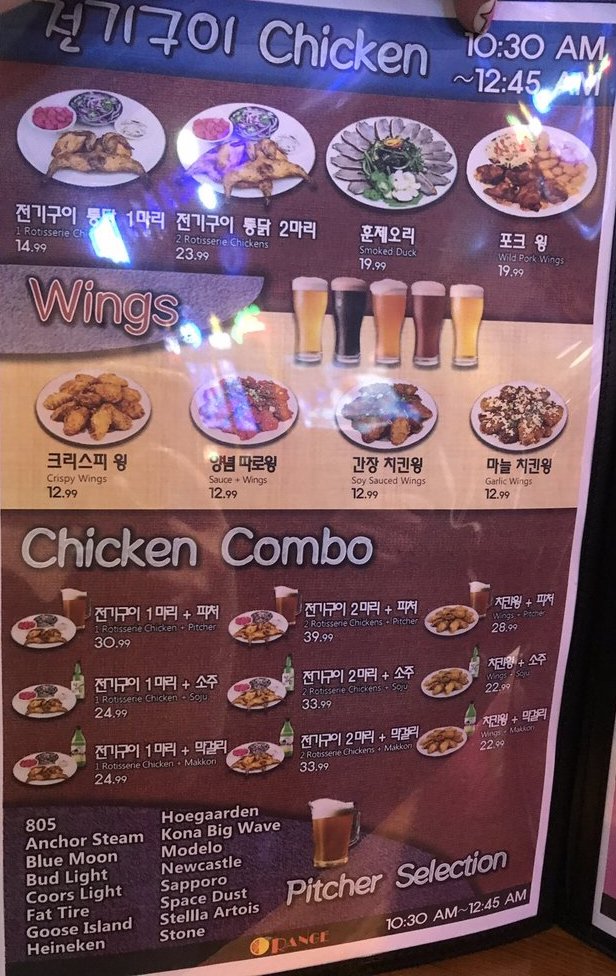 전기구이 Chicken
10:30 AM
~12:45 AM
전기구이 통닭 1마리
1 Rotisserie
14.99
전기구이 통닭 2마리
2 Rotisserie Chickens
23.99
훈제오리
Smoked Duck
19.99
포크 윙
Wild Pork Wings
19.99
Wings
크리스피 윙
Crispy Wings
12.99
양념 따로윙
Sauce + Wings
12.99
간장 치킨윙
Soy Sauced Wings
12.99
마늘 치킨윙
Garlic Wings
12.99
Chicken Combo
전기구이 1마리 + 피처
1 Rotisserie Chicken + Pitcher
30.99
전기구이 2마리 + 피처
2 Rotisserie Chickens + Pitcher
39.99
치킨윙 + 피처
Wings + Pitcher
28.99
전기구이 1마리 + 소주
1 Rotisserie Chicken + Soju
24.99
전기구이 2마리 + 소주
2 Rotisserie Chickens + Soju
33.99
치킨윙 + 소주
Wings + Soju
22.99
전기구이 1마리 + 막걸리
1 Rotisserie Chicken + Makkori
24.99
전기구이 2마리 + 막걸리
2 Rotisserie Chickens + Makkori
33.99
치킨윙 + 막걸리
Wings + Makkori
22.99
805
Anchor Steam
Blue Moon
Bud Light
Coors Light
Fat Tire
Goose Island
Heineken
Hoegaarden
Kona Big Wave
Modelo
Newcastle
Sapporo
Space Dust
Stellla Artois
Stone
Pitcher Selection
10:30 AM~12:45 AM
ORANGE